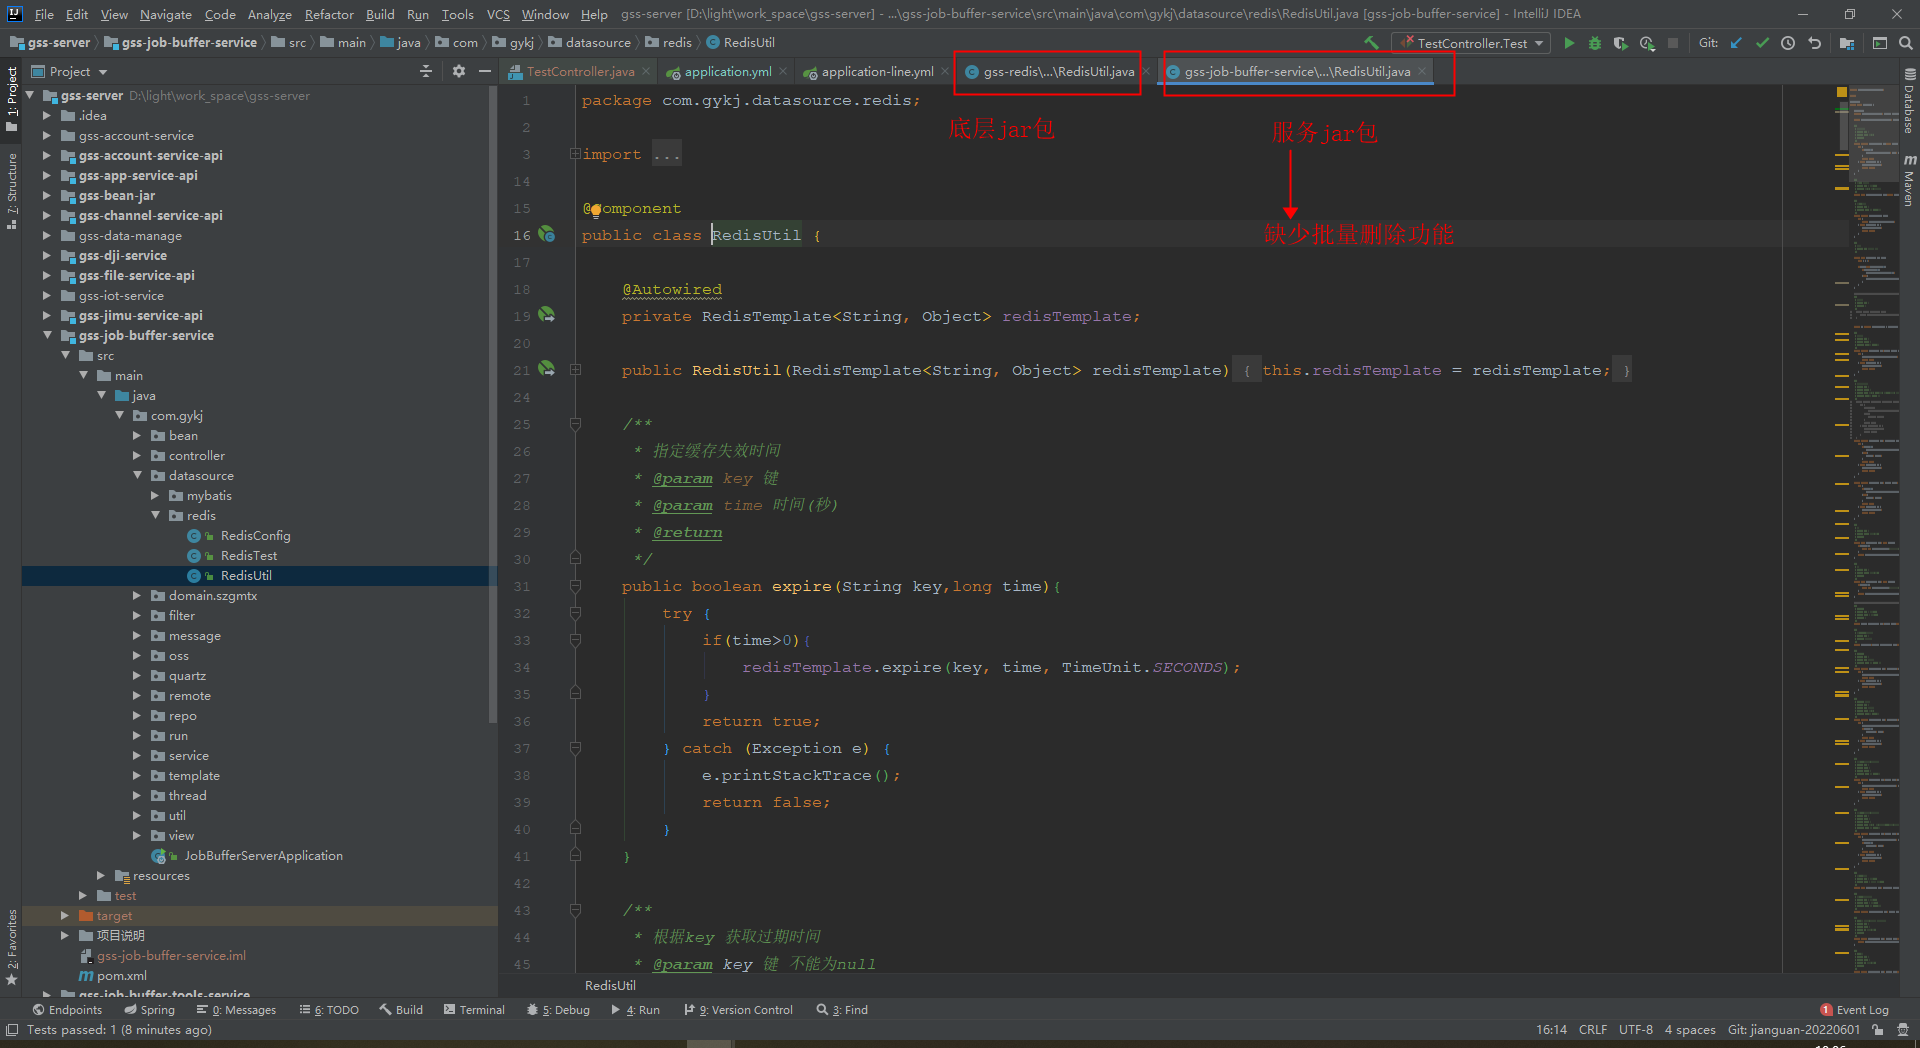 File Edit View Navigate Code Analyze Refactor Build Run Tools VCS Window Help gss-server [D:\light\work_space\gss-server] - ...\gss-job-buffer-service\src\main\java\com\gykj\datasource\redis\RedisUtil.java [gss-job-buffer-service] - IntelliJ IDEA
gss-server gss-job-buffer-service src main java com gykj datasource redis RedisUtil TestController.Test Git:
Project TestController.java application.yml application-line.yml gss-redis\...\RedisUtil.java gss-job-buffer-service\...\RedisUtil.java
底层jar包
服务jar包
缺少批量删除功能
1: Project
7: Structure
2: Favorites
gss-server D:\light\work_space\gss-server
.idea
gss-account-service
gss-account-service-api
gss-app-service-api
gss-bean-jar
gss-channel-service-api
gss-data-manage
gss-dji-service
gss-file-service-api
gss-iot-service
gss-jimu-service-api
gss-job-buffer-service
src
main
java
com.gykj
bean
controller
datasource
mybatis
redis
RedisConfig
RedisTest
RedisUtil
domain.szgmtx
filter
message
oss
quartz
remote
repo
run
service
template
thread
util
view
JobBufferServerApplication
resources
test
target
项目说明
gss-job-buffer-service.iml
pom.xml
gss-job-buffer-tools-service
1 package com.gykj.datasource.redis;
2
3 import ...
14
15 @Component
16 public class RedisUtil {
17
18 @Autowired
19 private RedisTemplate<String, Object> redisTemplate;
20
21 public RedisUtil(RedisTemplate<String, Object> redisTemplate) { this.redisTemplate = redisTemplate; }
24
25 /**
26 * 指定缓存失效时间
27 * @param key 键
28 * @param time 时间(秒)
29 * @return
30 */
31 public boolean expire(String key,long time){
32 try {
33 if(time>0){
34 redisTemplate.expire(key, time, TimeUnit.SECONDS);
35 }
36 return true;
37 } catch (Exception e) {
38 e.printStackTrace();
39 return false;
40 }
41 }
42
43 /**
44 * 根据key 获取过期时间
45 * @param key 键 不能为null
RedisUtil
Database
Maven
Endpoints Spring 0: Messages 6: TODO Build Terminal 5: Debug 4: Run 9: Version Control 3: Find 1 Event Log
Tests passed: 1 (8 minutes ago) 16:14 CRLF UTF-8 4 spaces Git: jianguan-20220601